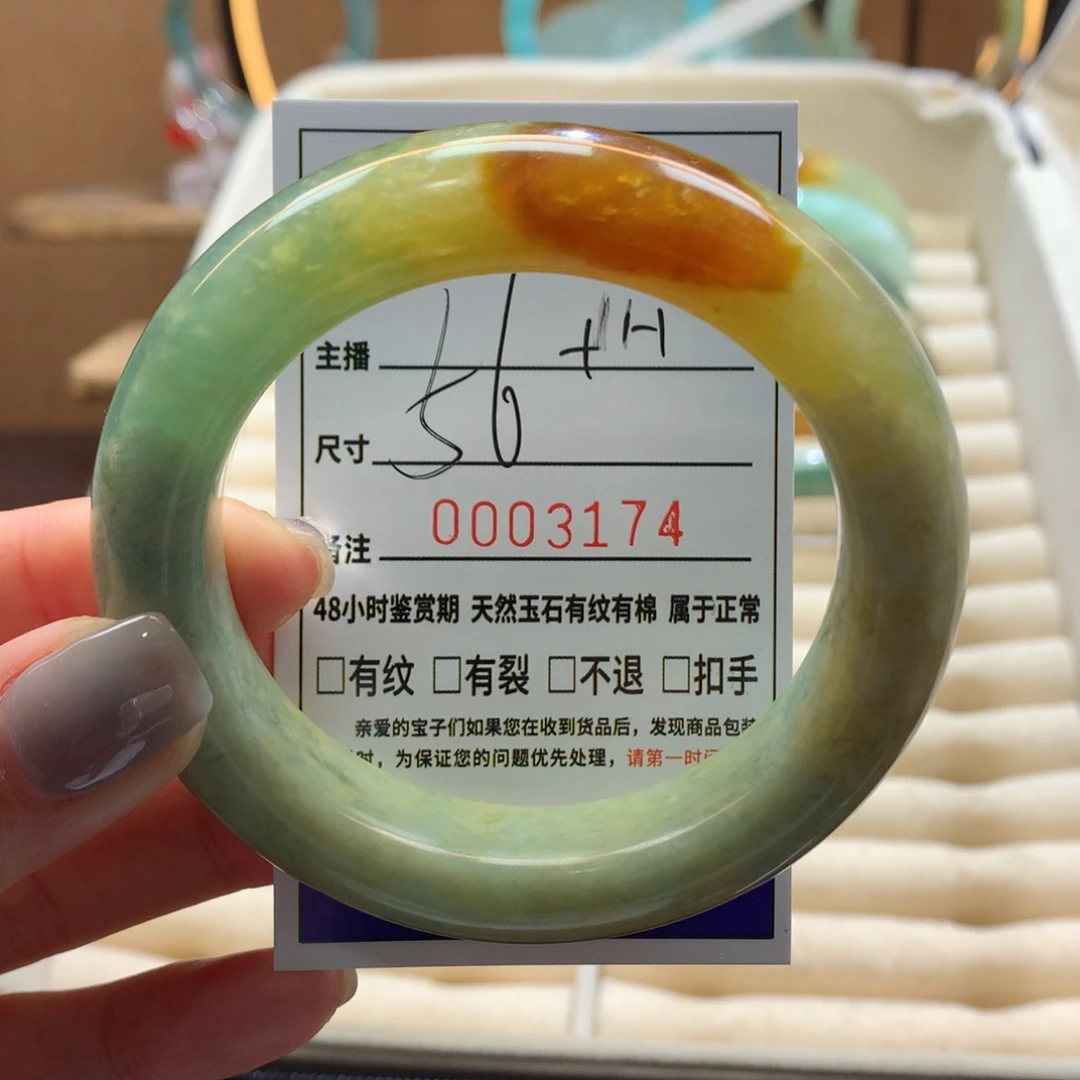 主播
尺寸 56
0003174
备注
48小时鉴赏期 天然玉石有纹有棉 属于正常
□有纹 □有裂 □不退 □扣手
亲爱的宝子们如果您在收到货品后，发现商品包装
时，为保证您的问题优先处理，请第一时间